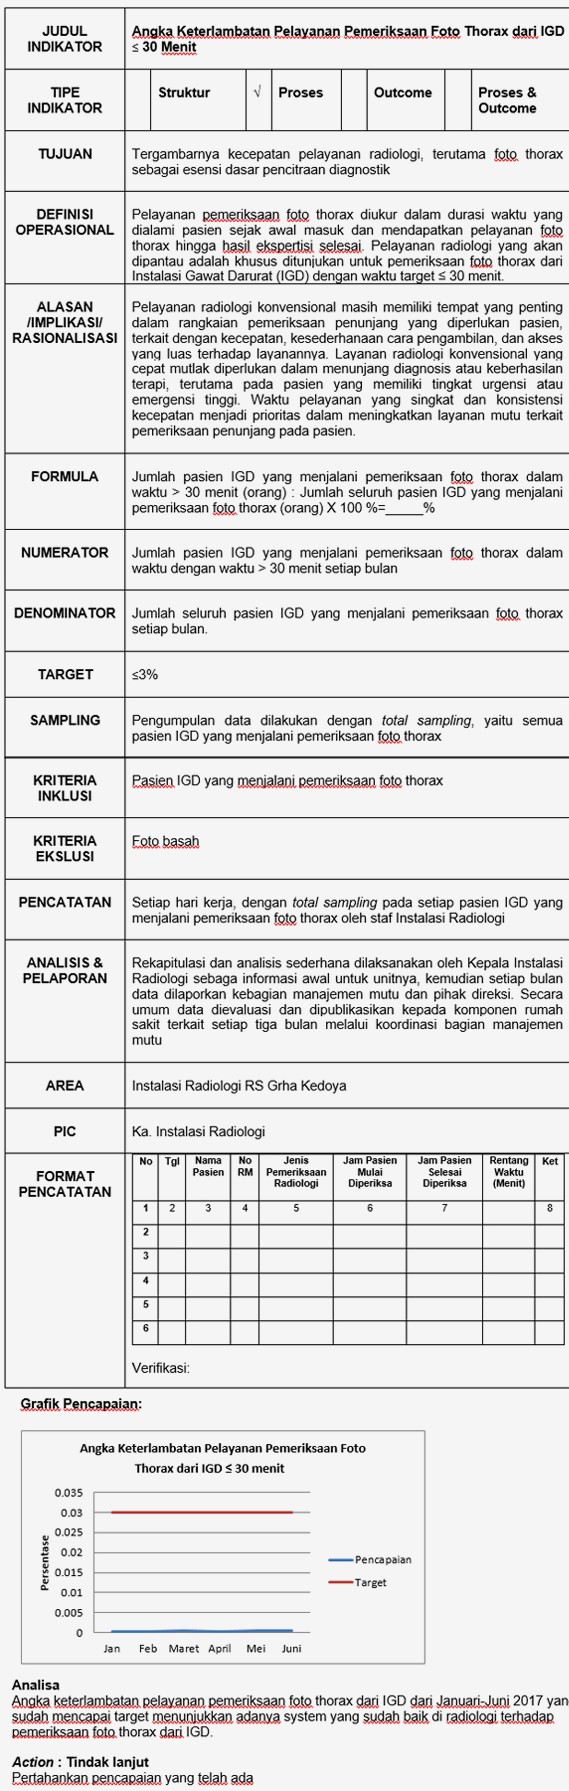 JUDUL INDIKATOR
Angka Keterlambatan Pelayanan Pemeriksaan Foto Thorax dari IGD
≤ 30 Menit
TIPE INDIKATOR
Struktur √ Proses Outcome Proses & Outcome
TUJUAN
Tergambarnya kecepatan pelayanan radiologi, terutama foto thorax
sebagai esensi dasar pencitraan diagnostik
DEFINISI OPERASIONAL
Pelayanan pemeriksaan foto thorax diukur dalam durasi waktu yang
dialami pasien sejak awal masuk dan mendapatkan pelayanan foto
thorax hingga hasil ekspertisi selesai. Pelayanan radiologi yang akan
dipantau adalah khusus ditunjukan untuk pemeriksaan foto thorax dari
Instalasi Gawat Darurat (IGD) dengan waktu target ≤ 30 menit.
ALASAN /IMPLIKASI/ RASIONALISASI
Pelayanan radiologi konvensional masih memiliki tempat yang penting
dalam rangkaian pemeriksaan penunjang yang diperlukan pasien,
terkait dengan kecepatan, kesederhanaan cara pengambilan, dan akses
yang luas terhadap layanannya. Layanan radiologi konvensional yang
cepat mutlak diperlukan dalam menunjang diagnosis atau keberhasilan
terapi, terutama pada pasien yang memiliki tingkat urgensi atau
emergensi tinggi. Waktu pelayanan yang singkat dan konsistensi
kecepatan menjadi prioritas dalam meningkatkan layanan mutu terkait
pemeriksaan penunjang pada pasien.
FORMULA
Jumlah pasien IGD yang menjalani pemeriksaan foto thorax dalam
waktu > 30 menit (orang) : Jumlah seluruh pasien IGD yang menjalani
pemeriksaan foto thorax (orang) X 100 %=_____%
NUMERATOR
Jumlah pasien IGD yang menjalani pemeriksaan foto thorax dalam
waktu dengan waktu > 30 menit setiap bulan
DENOMINATOR
Jumlah seluruh pasien IGD yang menjalani pemeriksaan foto thorax
setiap bulan.
TARGET
≤3%
SAMPLING
Pengumpulan data dilakukan dengan total sampling, yaitu semua
pasien IGD yang menjalani pemeriksaan foto thorax
KRITERIA INKLUSI
Pasien IGD yang menjalani pemeriksaan foto thorax
KRITERIA EKSLUSI
Foto basah
PENCATATAN
Setiap hari kerja, dengan total sampling pada setiap pasien IGD yang
menjalani pemeriksaan foto thorax oleh staf Instalasi Radiologi
ANALISIS & PELAPORAN
Rekapitulasi dan analisis sederhana dilaksanakan oleh Kepala Instalasi
Radiologi sebaga informasi awal untuk unitnya, kemudian setiap bulan
data dilaporkan kebagian manajemen mutu dan pihak direksi. Secara
umum data dievaluasi dan dipublikasikan kepada komponen rumah
sakit terkait setiap tiga bulan melalui koordinasi bagian manajemen
mutu
AREA
Instalasi Radiologi RS Grha Kedoya
PIC
Ka. Instalasi Radiologi
FORMAT PENCATATAN
No Tgl Nama Pasien No RM Jenis Pemeriksaan Radiologi Jam Pasien Mulai Diperiksa Jam Pasien Selesai Diperiksa Rentang Waktu (Menit) Ket
1 2 3 4 5 6 7 8
2
3
4
5
6
Verifikasi:
Grafik Pencapaian:
Angka Keterlambatan Pelayanan Pemeriksaan Foto
Thorax dari IGD ≤ 30 menit
Persentase
0.035
0.03
0.025
0.02
0.015
0.01
0.005
0
Jan Feb Maret April Mei Juni
Pencapaian
Target
Analisa
Angka keterlambatan pelayanan pemeriksaan foto thorax dari IGD dari Januari-Juni 2017 yan
sudah mencapai target menunjukkan adanya system yang sudah baik di radiologi terhadap
pemeriksaan foto thorax dari IGD.
Action : Tindak lanjut
Pertahankan pencapaian yang telah ada